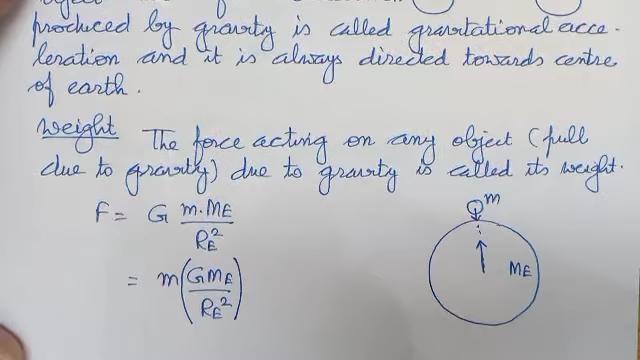 produced by gravity is called gravitational acce-
leration and it is always directed towards centre
of earth.
Weight The force acting on any object (pull
due to gravity) due to gravity is called its weight.
F = G m.ME / RE²
= m(GME / RE²)
m
ME